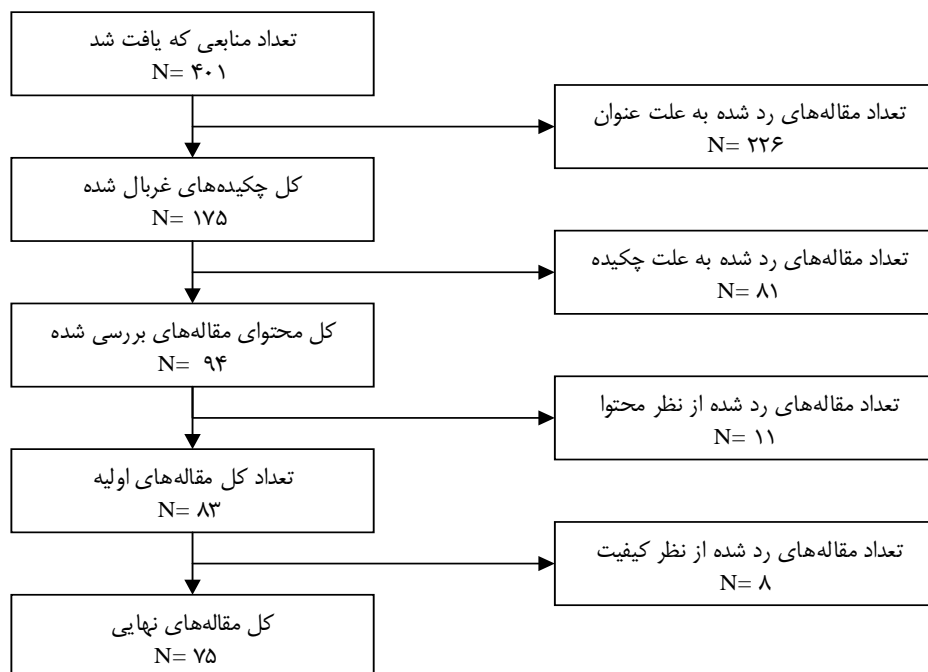 تعداد منابعی که یافت شد
N= ۴۰۱
تعداد مقاله‌های رد شده به علت عنوان
N= ۲۲۶
کل چکیده‌های غربال شده
N= ۱۷۵
تعداد مقاله‌های رد شده به علت چکیده
N= ۸۱
کل محتوای مقاله‌های بررسی شده
N= ۹۴
تعداد مقاله‌های رد شده از نظر محتوا
N= ۱۱
تعداد کل مقاله‌های اولیه
N= ۸۳
تعداد مقاله‌های رد شده از نظر کیفیت
N= ۸
کل مقاله‌های نهایی
N= ۷۵